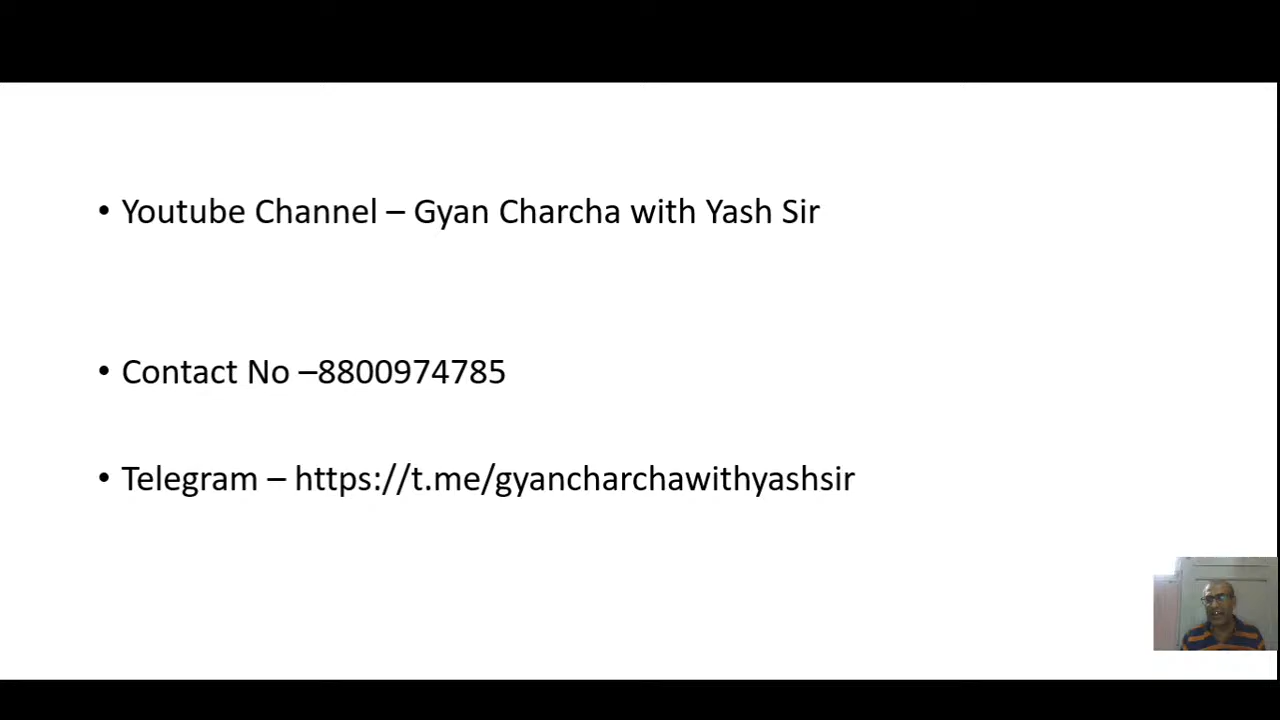 • Youtube Channel – Gyan Charcha with Yash Sir
• Contact No –8800974785
• Telegram – https://t.me/gyancharchawithyashsir